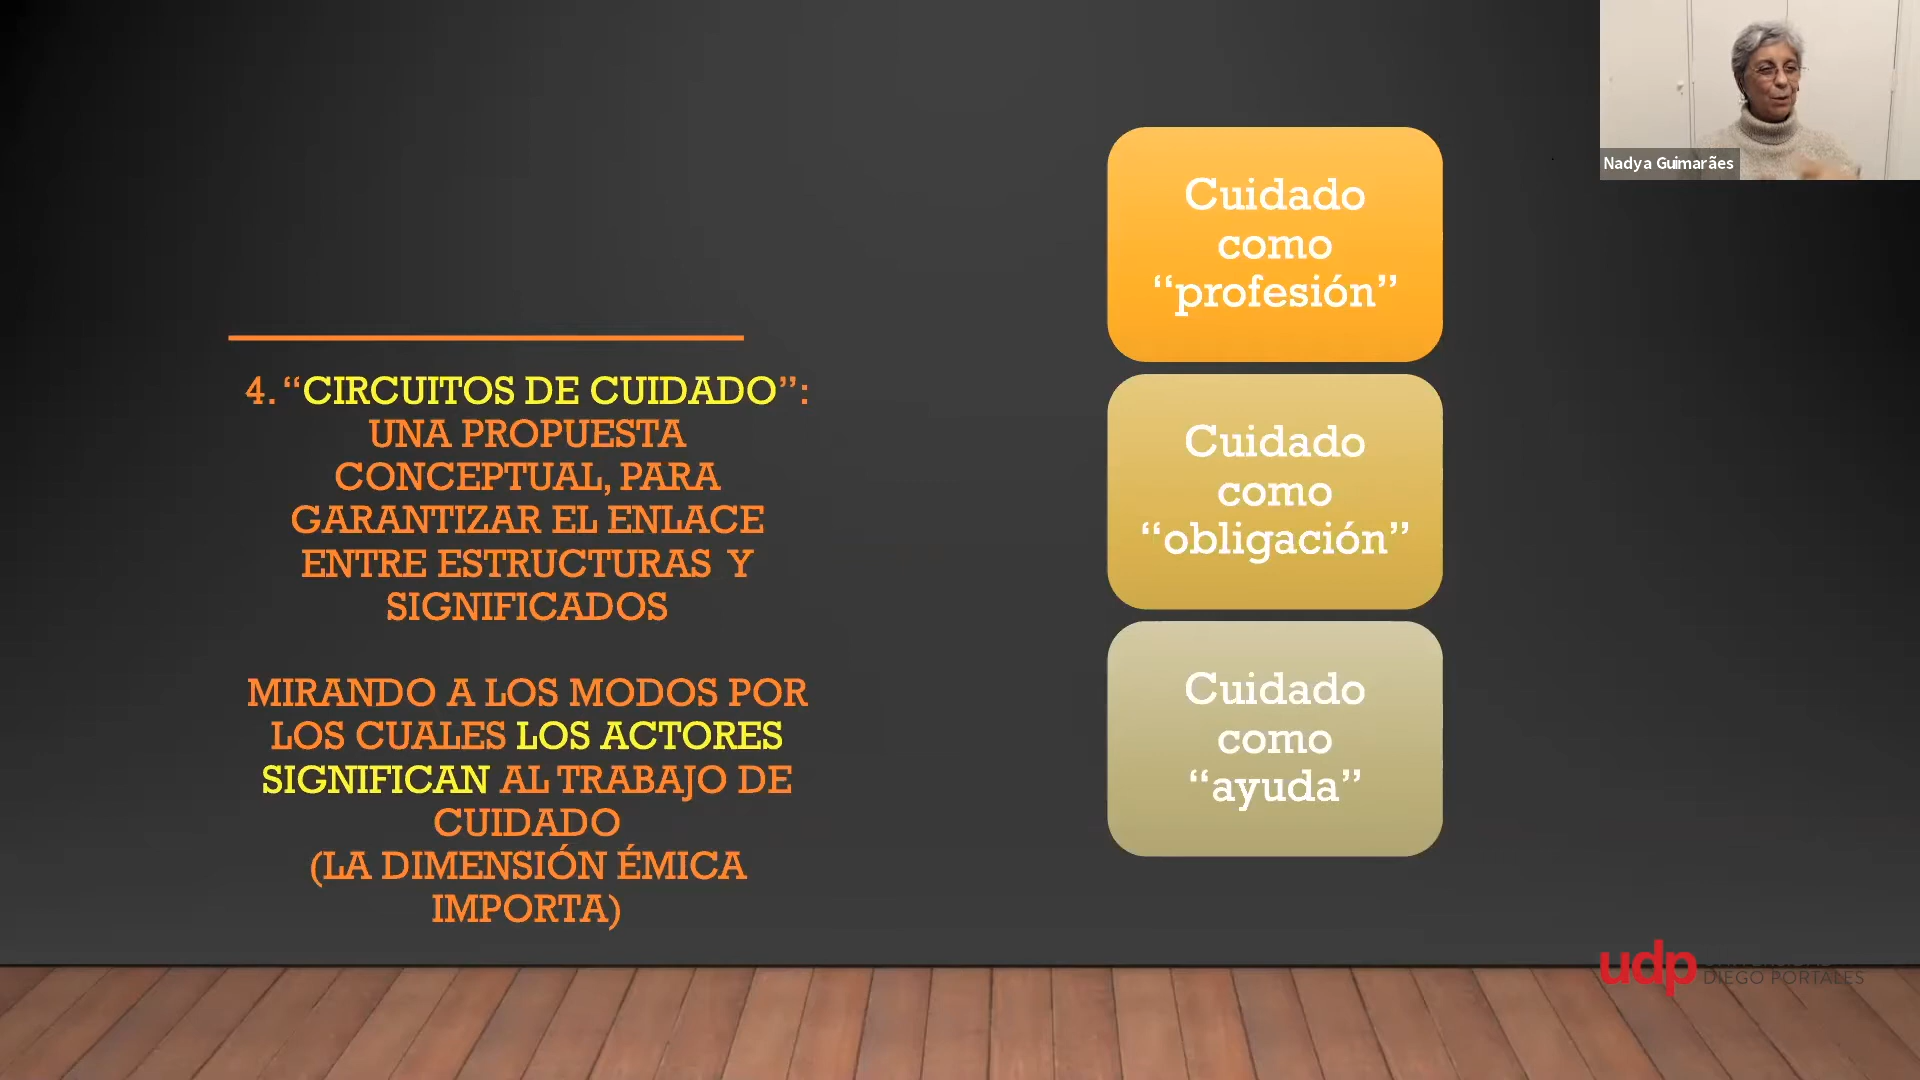 4. “CIRCUITOS DE CUIDADO”:
UNA PROPUESTA
CONCEPTUAL, PARA
GARANTIZAR EL ENLACE
ENTRE ESTRUCTURAS Y
SIGNIFICADOS
MIRANDO A LOS MODOS POR
LOS CUALES LOS ACTORES
SIGNIFICAN AL TRABAJO DE
CUIDADO
(LA DIMENSIÓN ÉMICA
IMPORTA)
Cuidado
como
“profesión”
Cuidado
como
“obligación”
Cuidado
como
“ayuda”
Nadya Guimarães
udp
DIEGO PORTALES